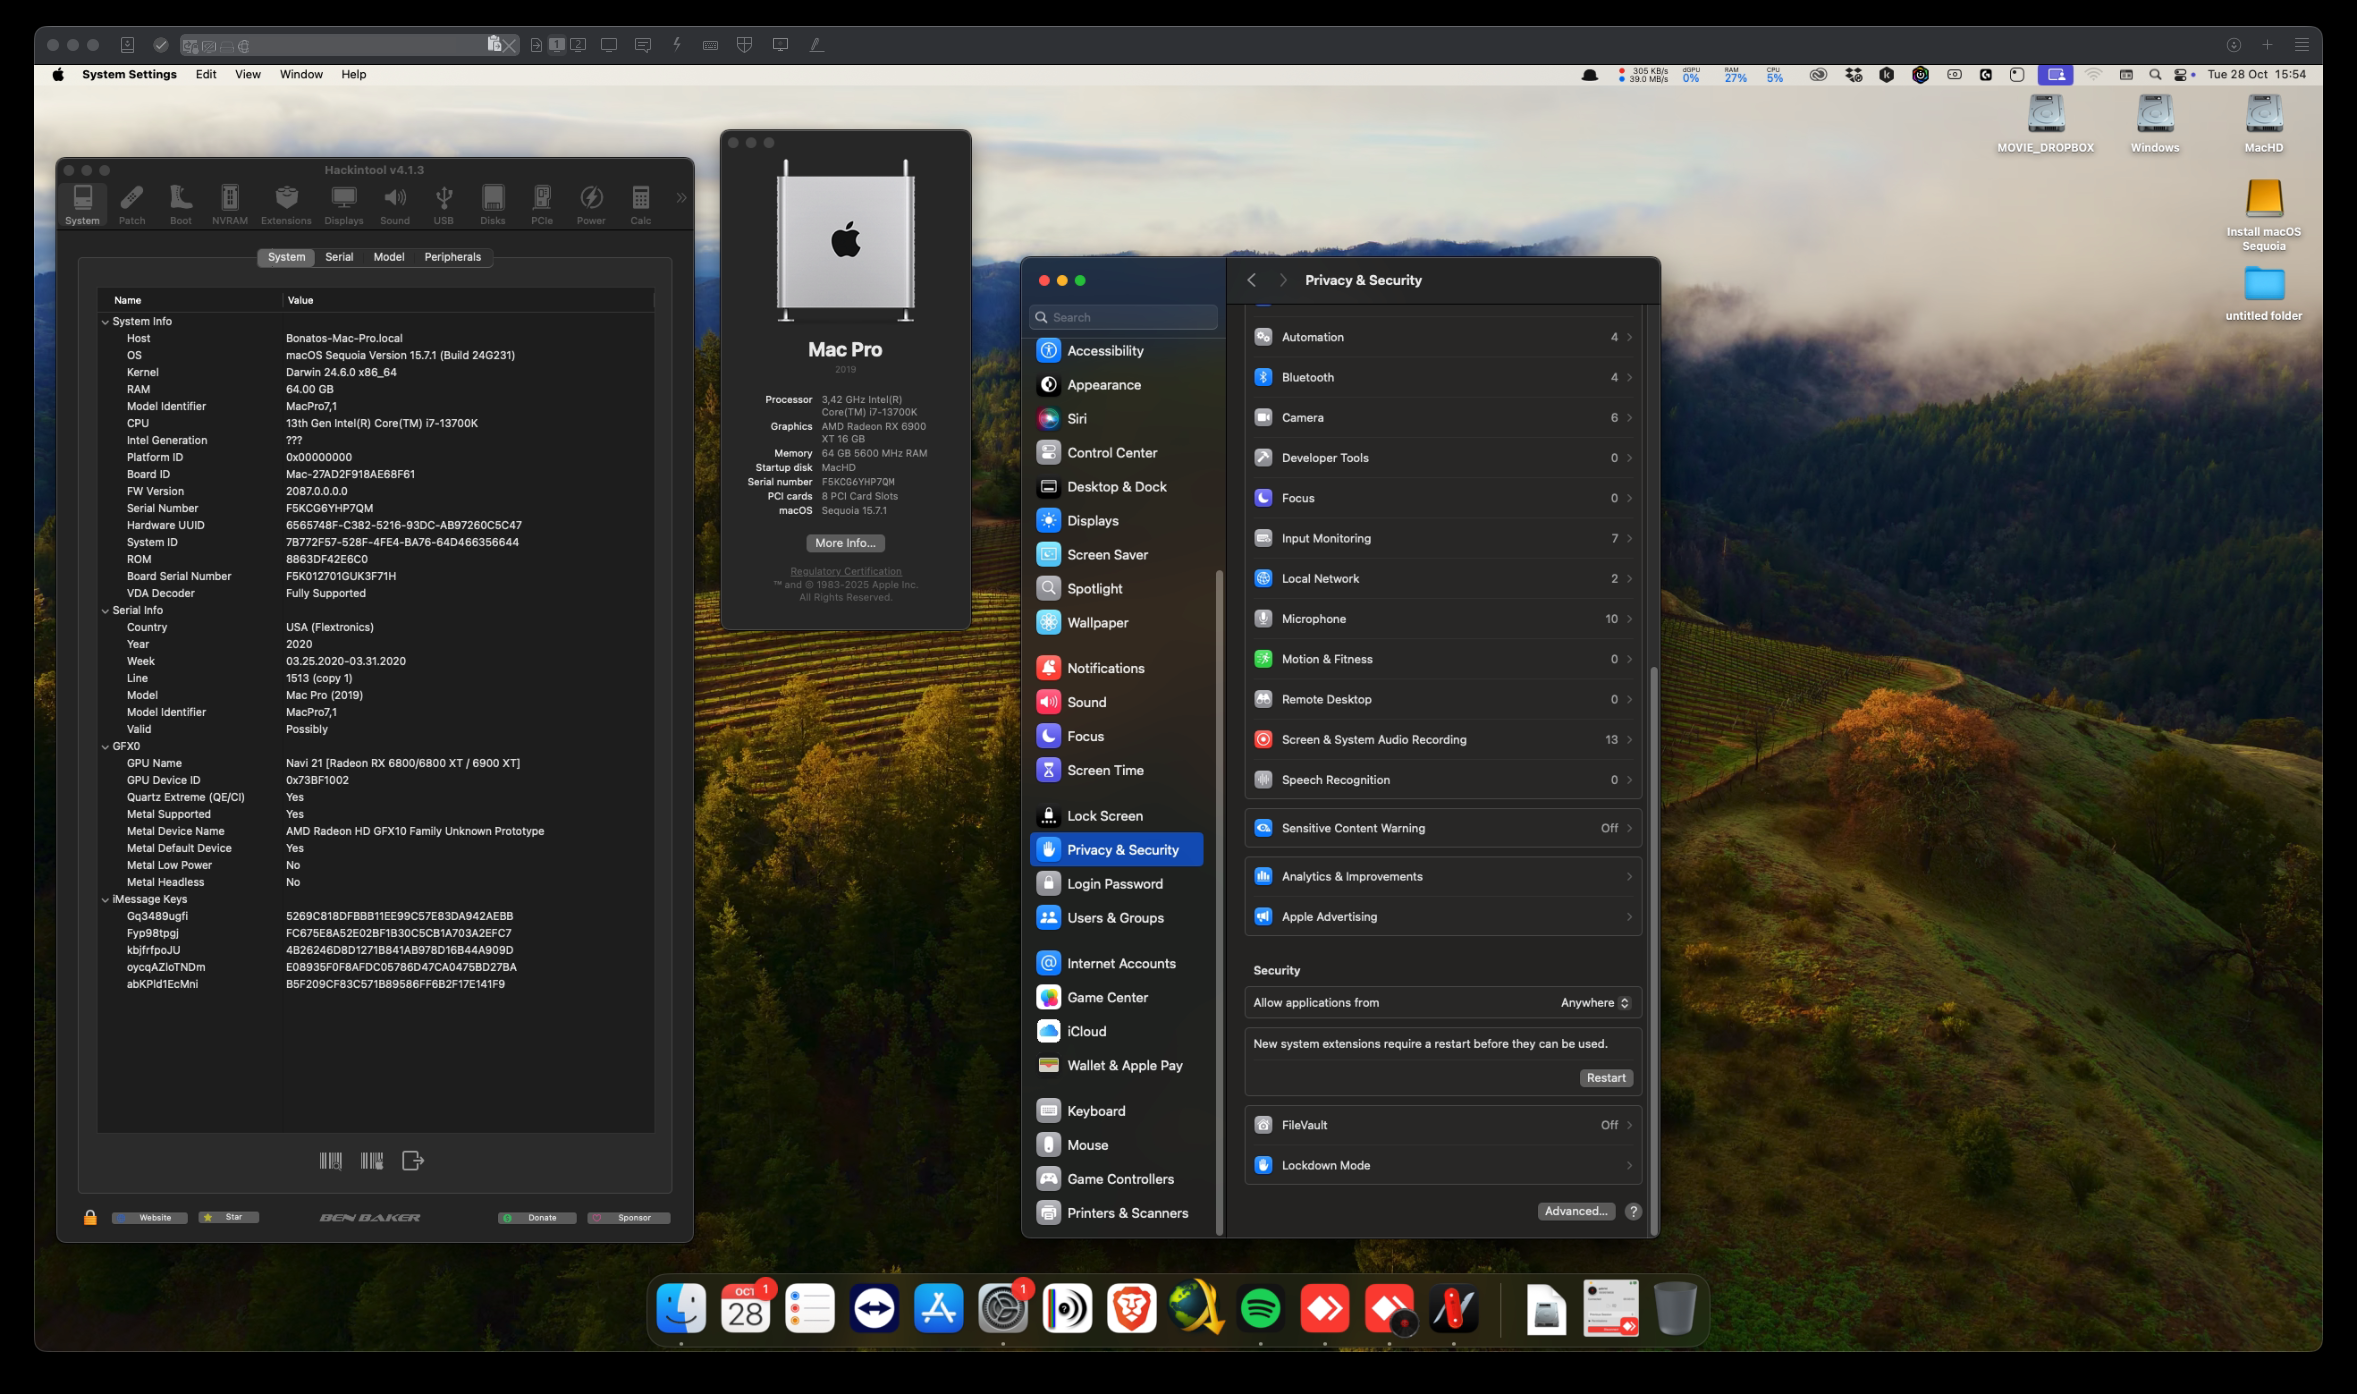 1 2
System Settings Edit View Window Help
305 KB/s
39.0 MB/s
dGPU
0%
RAM
27%
CPU
5%
Tue 28 Oct 15:54
MOVIE_DROPBOX
Windows
MacHD
Install macOS
Sequoia
untitled folder
Hackintool v4.1.3
System Patch Boot NVRAM Extensions Displays Sound USB Disks PCIe Power Calc
System Serial Model Peripherals
Name Value
System Info
Host Bonatos-Mac-Pro.local
OS macOS Sequoia Version 15.7.1 (Build 24G231)
Kernel Darwin 24.6.0 x86_64
RAM 64.00 GB
Model Identifier MacPro7,1
CPU 13th Gen Intel(R) Core(TM) i7-13700K
Intel Generation ???
Platform ID 0x00000000
Board ID Mac-27AD2F918AE68F61
FW Version 2087.0.0.0.0
Serial Number F5KCG6YHP7QM
Hardware UUID 6565748F-C382-5216-93DC-AB97260C5C47
System ID 7B772F57-528F-4FE4-BA76-64D466356644
ROM 8863DF42E6C0
Board Serial Number F5K012701GUK3F71H
VDA Decoder Fully Supported
Serial Info
Country USA (Flextronics)
Year 2020
Week 03.25.2020-03.31.2020
Line 1513 (copy 1)
Model Mac Pro (2019)
Model Identifier MacPro7,1
Valid Possibly
GFX0
GPU Name Navi 21 [Radeon RX 6800/6800 XT / 6900 XT]
GPU Device ID 0x73BF1002
Quartz Extreme (QE/CI) Yes
Metal Supported Yes
Metal Device Name AMD Radeon HD GFX10 Family Unknown Prototype
Metal Default Device Yes
Metal Low Power No
Metal Headless No
iMessage Keys
Gq3489ugfi 5269C818DFBBB11EE99C57E83DA942AEBB
Fyp98tpgj FC675E8A52E02BF1B30C5CB1A703A2EFC7
kbjfrfpoJU 4B26246D8D1271B841AB978D16B44A909D
oycqAZloTNDm E08935F0F8AFDC05786D47CA0475BD27BA
abKPld1EcMni B5F209CF83C571B89586FF6B2F17E141F9
Website Star BEN BAKER Donate Sponsor
Mac Pro
2019
Processor 3,42 GHz Intel(R)
Core(TM) i7-13700K
Graphics AMD Radeon RX 6900
XT 16 GB
Memory 64 GB 5600 MHz RAM
Startup disk MacHD
Serial number F5KCG6YHP7QM
PCI cards 8 PCI Card Slots
macOS Sequoia 15.7.1
More Info...
Regulatory Certification
™ and © 1983-2025 Apple Inc.
All Rights Reserved.
Search
Accessibility
Appearance
Siri
Control Center
Desktop & Dock
Displays
Screen Saver
Spotlight
Wallpaper
Notifications
Sound
Focus
Screen Time
Lock Screen
Privacy & Security
Login Password
Users & Groups
Internet Accounts
Game Center
iCloud
Wallet & Apple Pay
Keyboard
Mouse
Game Controllers
Printers & Scanners
Privacy & Security
Automation 4
Bluetooth 4
Camera 6
Developer Tools 0
Focus 0
Input Monitoring 7
Local Network 2
Microphone 10
Motion & Fitness 0
Remote Desktop 0
Screen & System Audio Recording 13
Speech Recognition 0
Sensitive Content Warning Off
Analytics & Improvements
Apple Advertising
Security
Allow applications from Anywhere
New system extensions require a restart before they can be used.
Restart
FileVault Off
Lockdown Mode
Advanced... ?
OCT 1
28
1